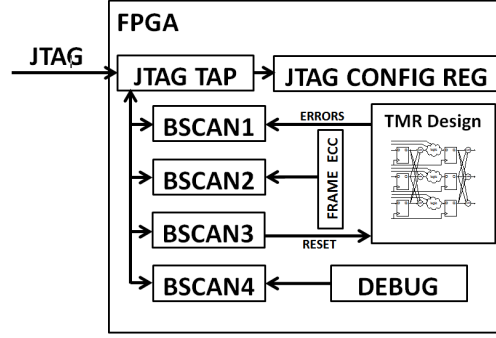 FPGA
JTAG
JTAG TAP
JTAG CONFIG REG
BSCAN1
ERRORS
TMR Design
BSCAN2
FRAME ECC
BSCAN3
RESET
BSCAN4
DEBUG